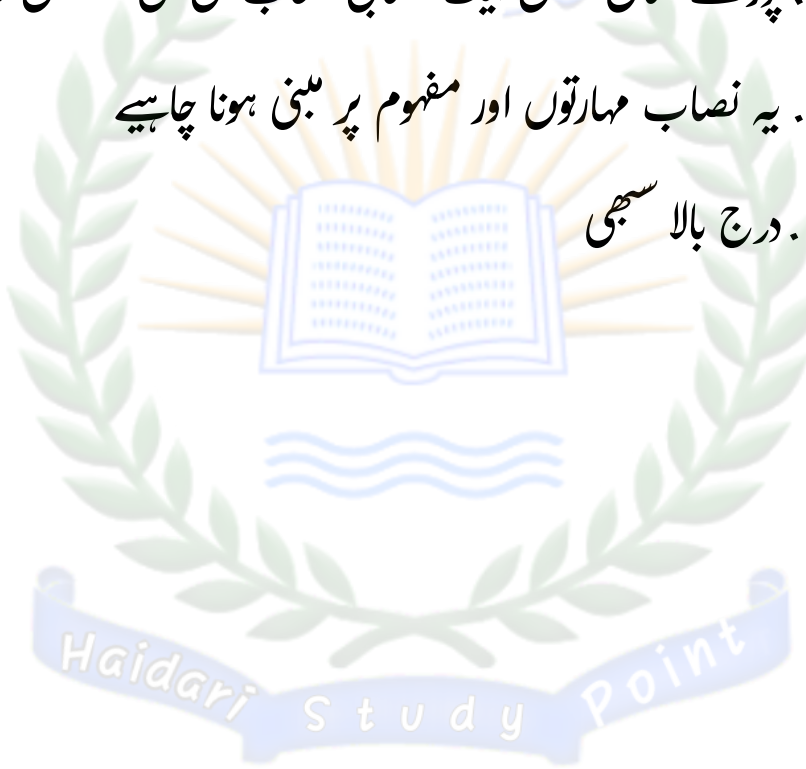 . یہ نصاب مہارتوں اور مفہوم پر مبنی ہونا چاہیے
. درج بالا سبھی
Haidari Study Point